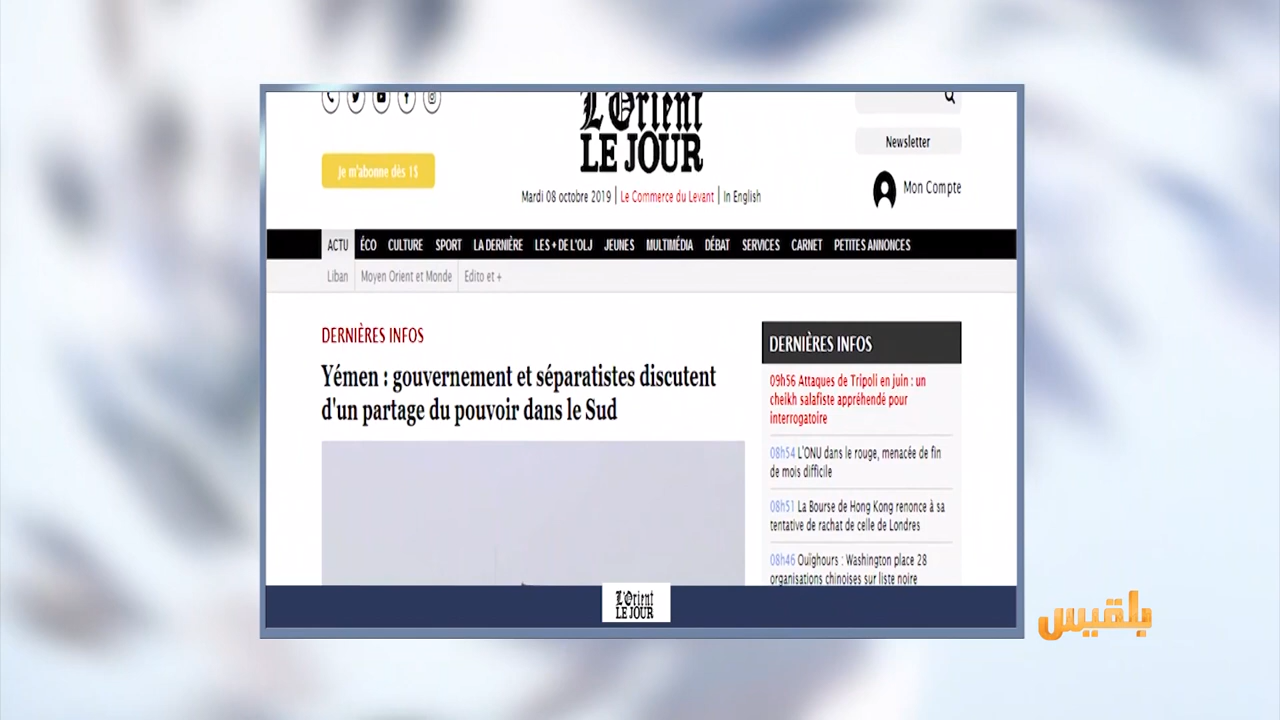 L'Orient
LE JOUR
Je m'abonne dès 1$
Newsletter
Mon Compte
Mardi 08 octobre 2019 | Le Commerce du Levant | In English
ACTU ÉCO CULTURE SPORT LA DERNIÈRE LES + DE L'OLJ JEUNES MULTIMÉDIA DÉBAT SERVICES CARNET PETITES ANNONCES
Liban Moyen Orient et Monde Edito et +
DERNIÈRES INFOS
Yémen : gouvernement et séparatistes discutent
d'un partage du pouvoir dans le Sud
DERNIÈRES INFOS
09h56 Attaques de Tripoli en juin : un
cheikh salafiste appréhendé pour
interrogatoire
08h54 L'ONU dans le rouge, menacée de fin
de mois difficile
08h51 La Bourse de Hong Kong renonce à sa
tentative de rachat de celle de Londres
08h46 Ouïghours : Washington place 28
organisations chinoises sur liste noire
L'Orient
LE JOUR
بلقيس